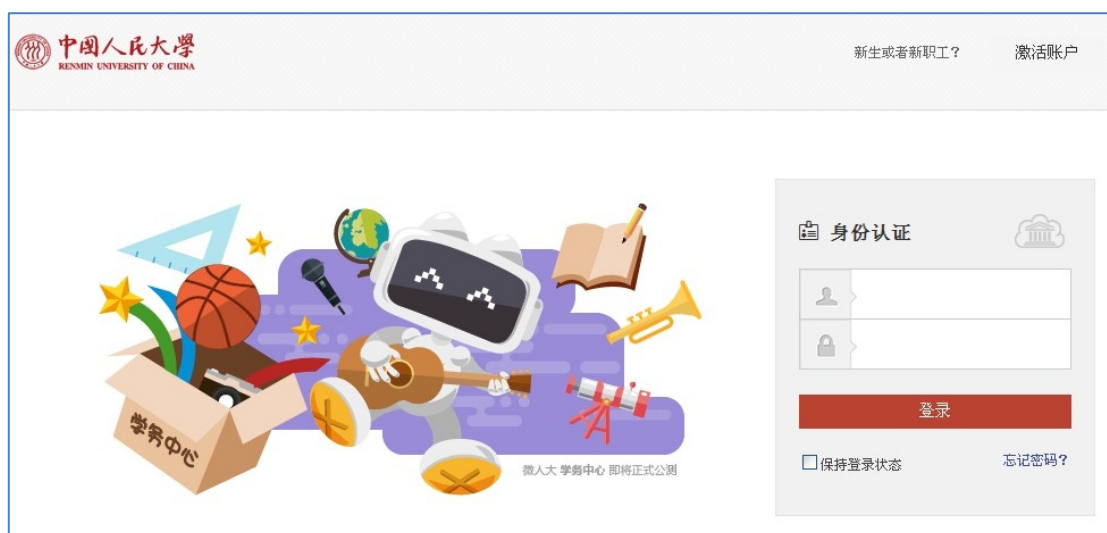 中国人民大學
RENMIN UNIVERSITY OF CHINA
新生或者新职工？
激活账户
身份认证
登录
保持登录状态
忘记密码？
学务中心
微人大 学务中心 即将正式公测